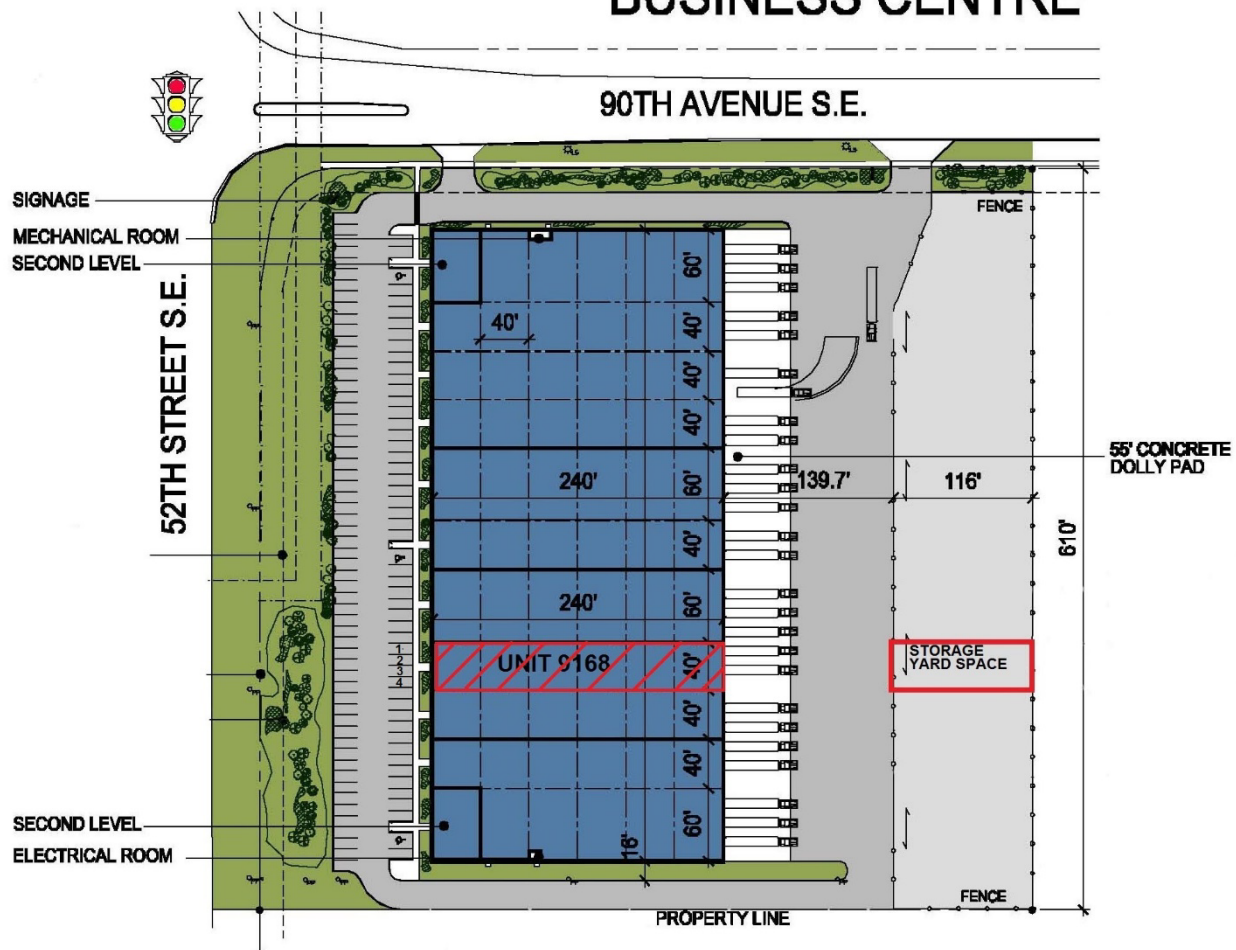 BUSINESS CENTRE
90TH AVENUE S.E.
SIGNAGE
FENCE
MECHANICAL ROOM
SECOND LEVEL
60'
40'
40'
52TH STREET S.E.
40'
40'
55' CONCRETE
DOLLY PAD
240'
60'
139.7'
116'
40'
610'
240'
60'
1
2
3
4
UNIT 9168
40'
STORAGE
YARD SPACE
40'
40'
SECOND LEVEL
60'
16'
ELECTRICAL ROOM
FENCE
PROPERTY LINE